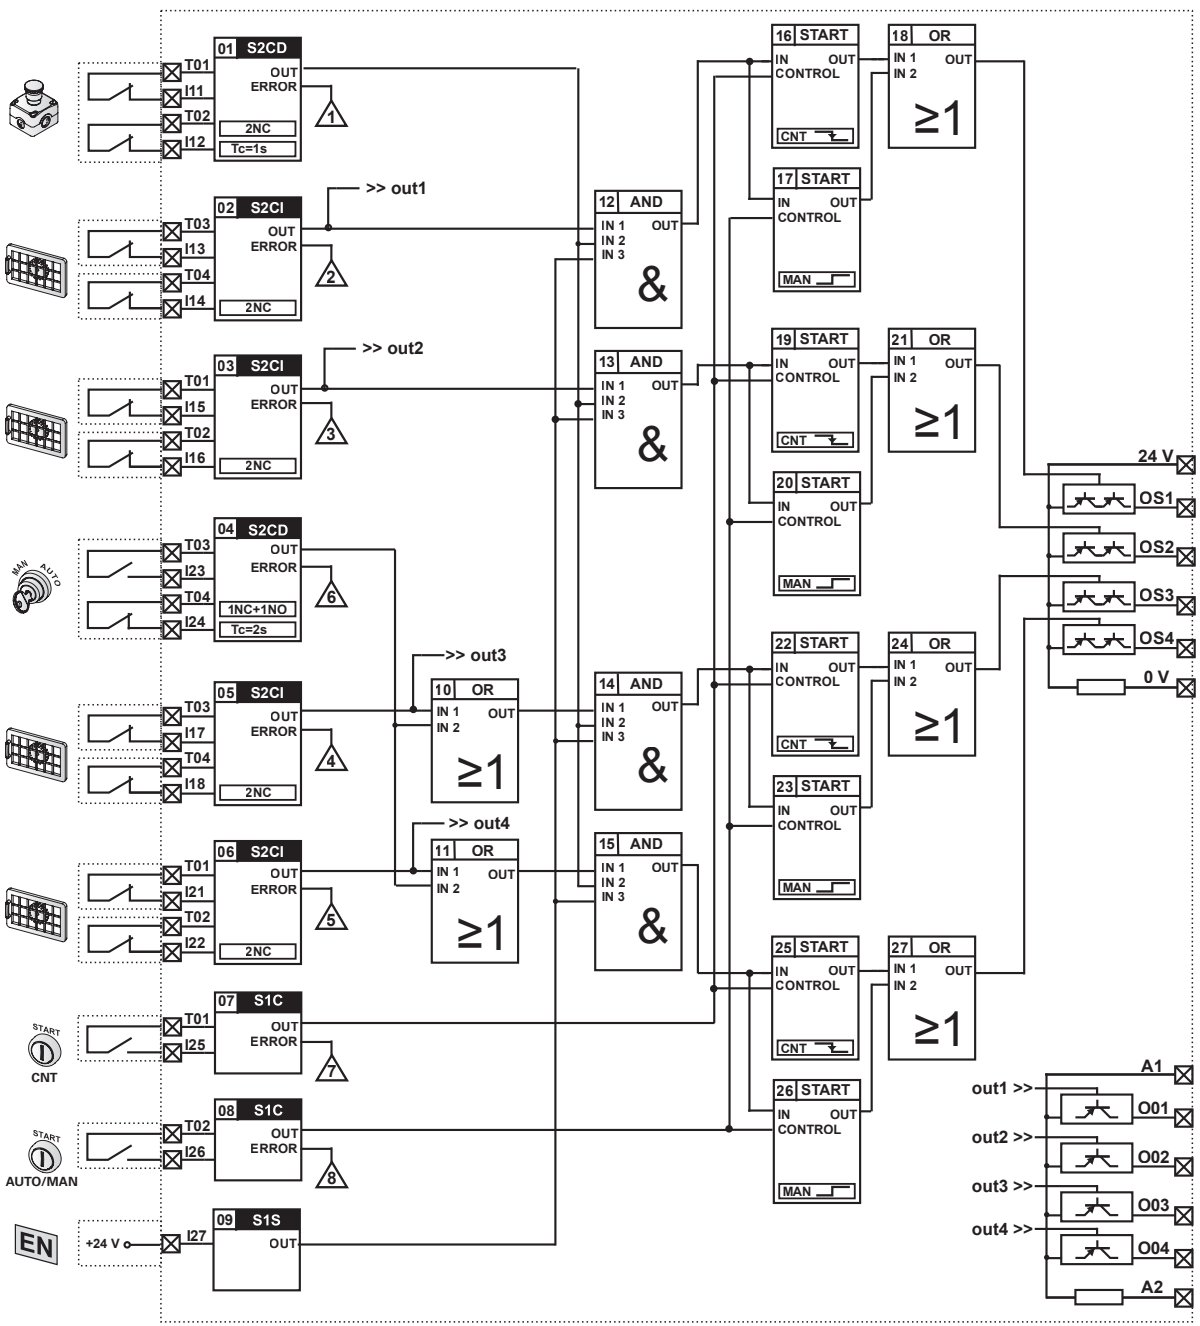 01 S2CD
T01
I11
T02
I12
OUT
ERROR
1
2NC
Tc=1s
>> out1
02 S2CI
T03
I13
T04
I14
OUT
ERROR
2
2NC
>> out2
03 S2CI
T01
I15
T02
I16
OUT
ERROR
3
2NC
MAN AUTO
04 S2CD
T03
I23
T04
I24
OUT
ERROR
6
1NC+1NO
Tc=2s
>> out3
05 S2CI
T03
I17
T04
I18
OUT
ERROR
4
2NC
>> out4
06 S2CI
T01
I21
T02
I22
OUT
ERROR
5
2NC
START
CNT
07 S1C
T01
I25
OUT
ERROR
7
START
AUTO/MAN
08 S1C
T02
I26
OUT
ERROR
8
EN
+24 V
I27
09 S1S
OUT
10 OR
IN 1 OUT
IN 2
≥1
11 OR
IN 1 OUT
IN 2
≥1
12 AND
IN 1 OUT
IN 2
IN 3
&
13 AND
IN 1 OUT
IN 2
IN 3
&
14 AND
IN 1 OUT
IN 2
IN 3
&
15 AND
IN 1 OUT
IN 2
IN 3
&
16 START
IN OUT
CONTROL
CNT
17 START
IN OUT
CONTROL
MAN
18 OR
IN 1 OUT
IN 2
≥1
19 START
IN OUT
CONTROL
CNT
20 START
IN OUT
CONTROL
MAN
21 OR
IN 1 OUT
IN 2
≥1
22 START
IN OUT
CONTROL
CNT
23 START
IN OUT
CONTROL
MAN
24 OR
IN 1 OUT
IN 2
≥1
25 START
IN OUT
CONTROL
CNT
26 START
IN OUT
CONTROL
MAN
27 OR
IN 1 OUT
IN 2
≥1
24 V
OS1
OS2
OS3
OS4
0 V
A1
out1 >>
O01
out2 >>
O02
out3 >>
O03
out4 >>
O04
A2